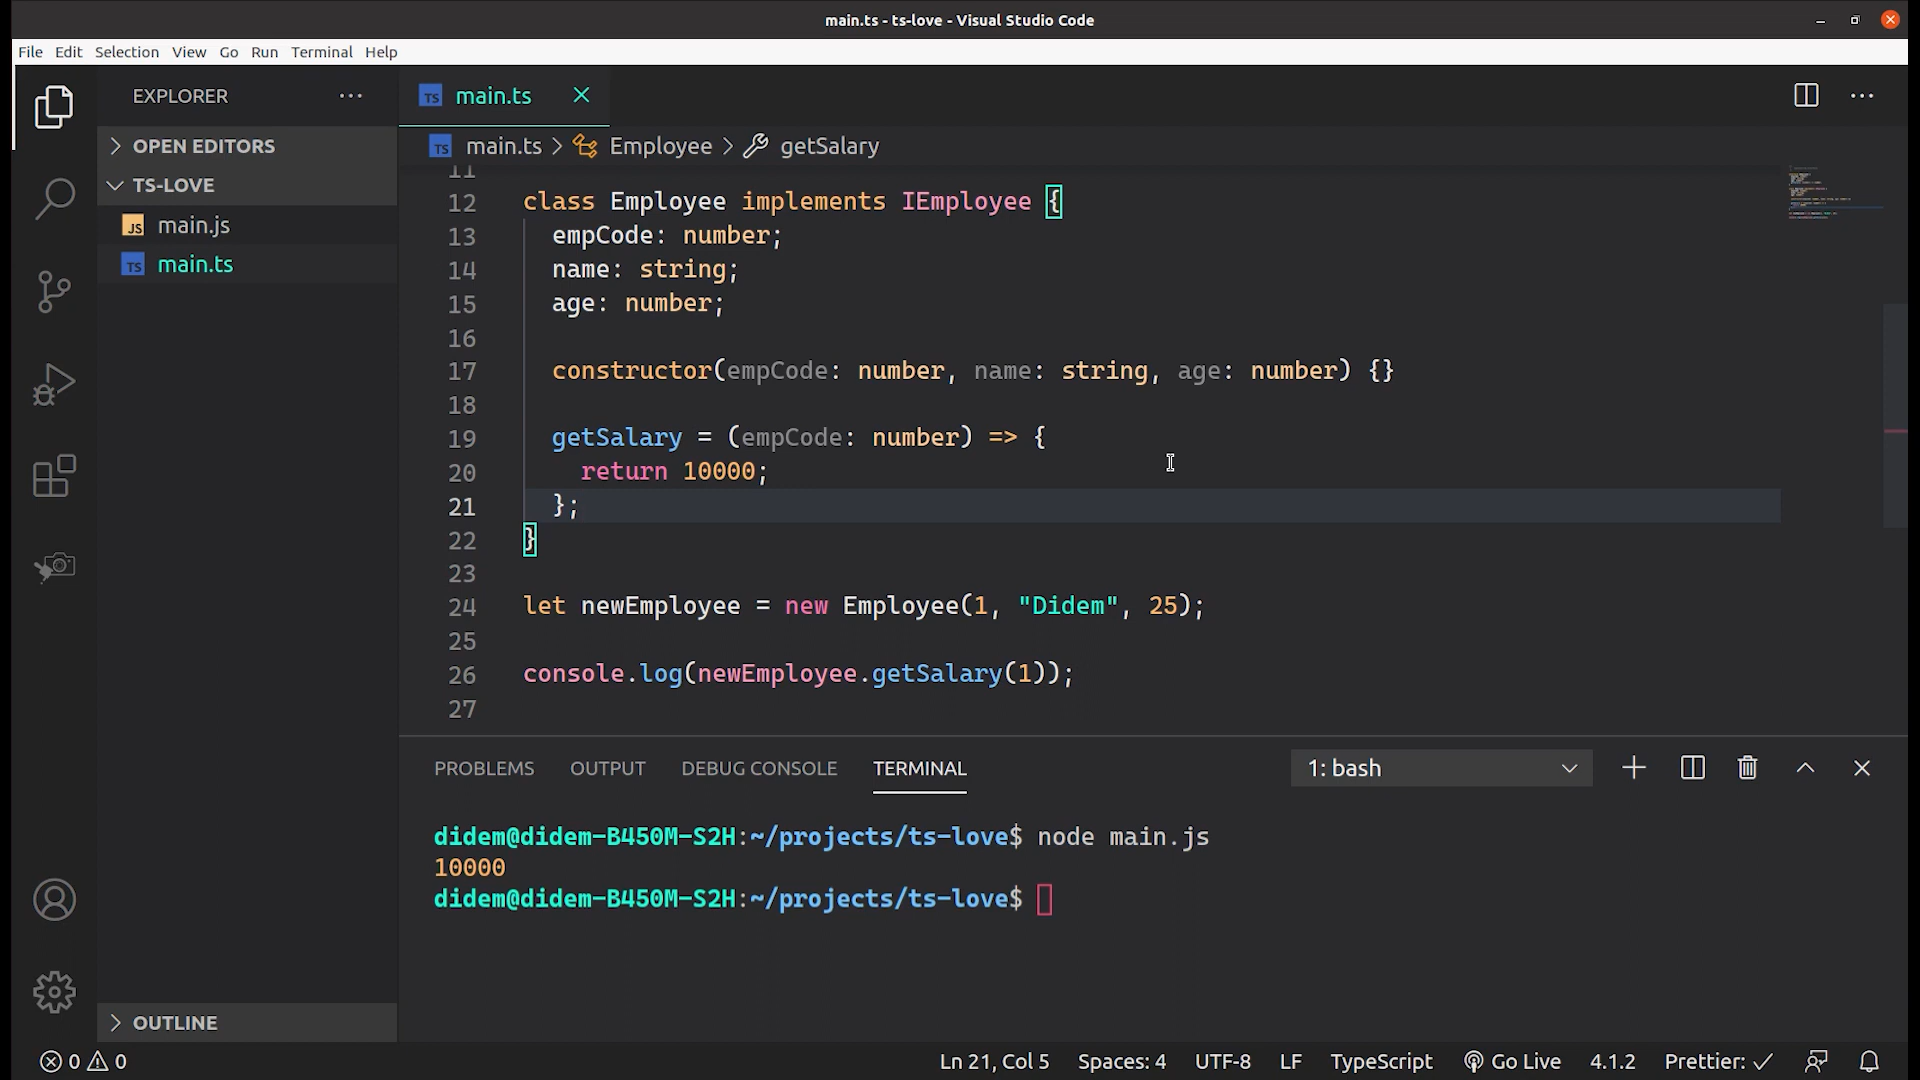 main.ts - ts-love - Visual Studio Code
File Edit Selection View Go Run Terminal Help
EXPLORER
OPEN EDITORS
TS-LOVE
JS main.js
TS main.ts
TS main.ts
TS main.ts > Employee > getSalary
11
12 class Employee implements IEmployee {
13 empCode: number;
14 name: string;
15 age: number;
16
17 constructor(empCode: number, name: string, age: number) {}
18
19 getSalary = (empCode: number) => {
20 return 10000;
21 };
22 }
23
24 let newEmployee = new Employee(1, "Didem", 25);
25
26 console.log(newEmployee.getSalary(1));
27
PROBLEMS OUTPUT DEBUG CONSOLE TERMINAL 1: bash
didem@didem-B450M-S2H:~/projects/ts-love$ node main.js
10000
didem@didem-B450M-S2H:~/projects/ts-love$
OUTLINE
0 0 Ln 21, Col 5 Spaces: 4 UTF-8 LF TypeScript Go Live 4.1.2 Prettier: ✓